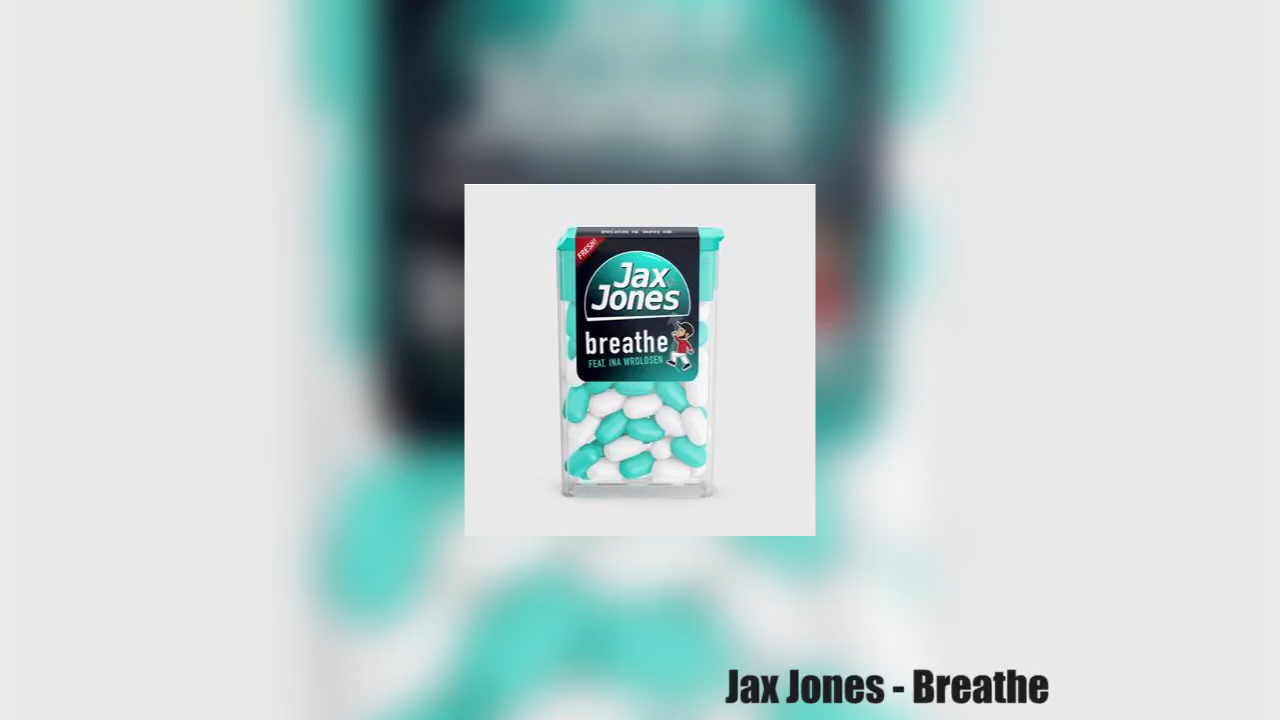 FRESH!
Jax
Jones
breathe
FEAT. INA WROLDSEN
Jax Jones - Breathe